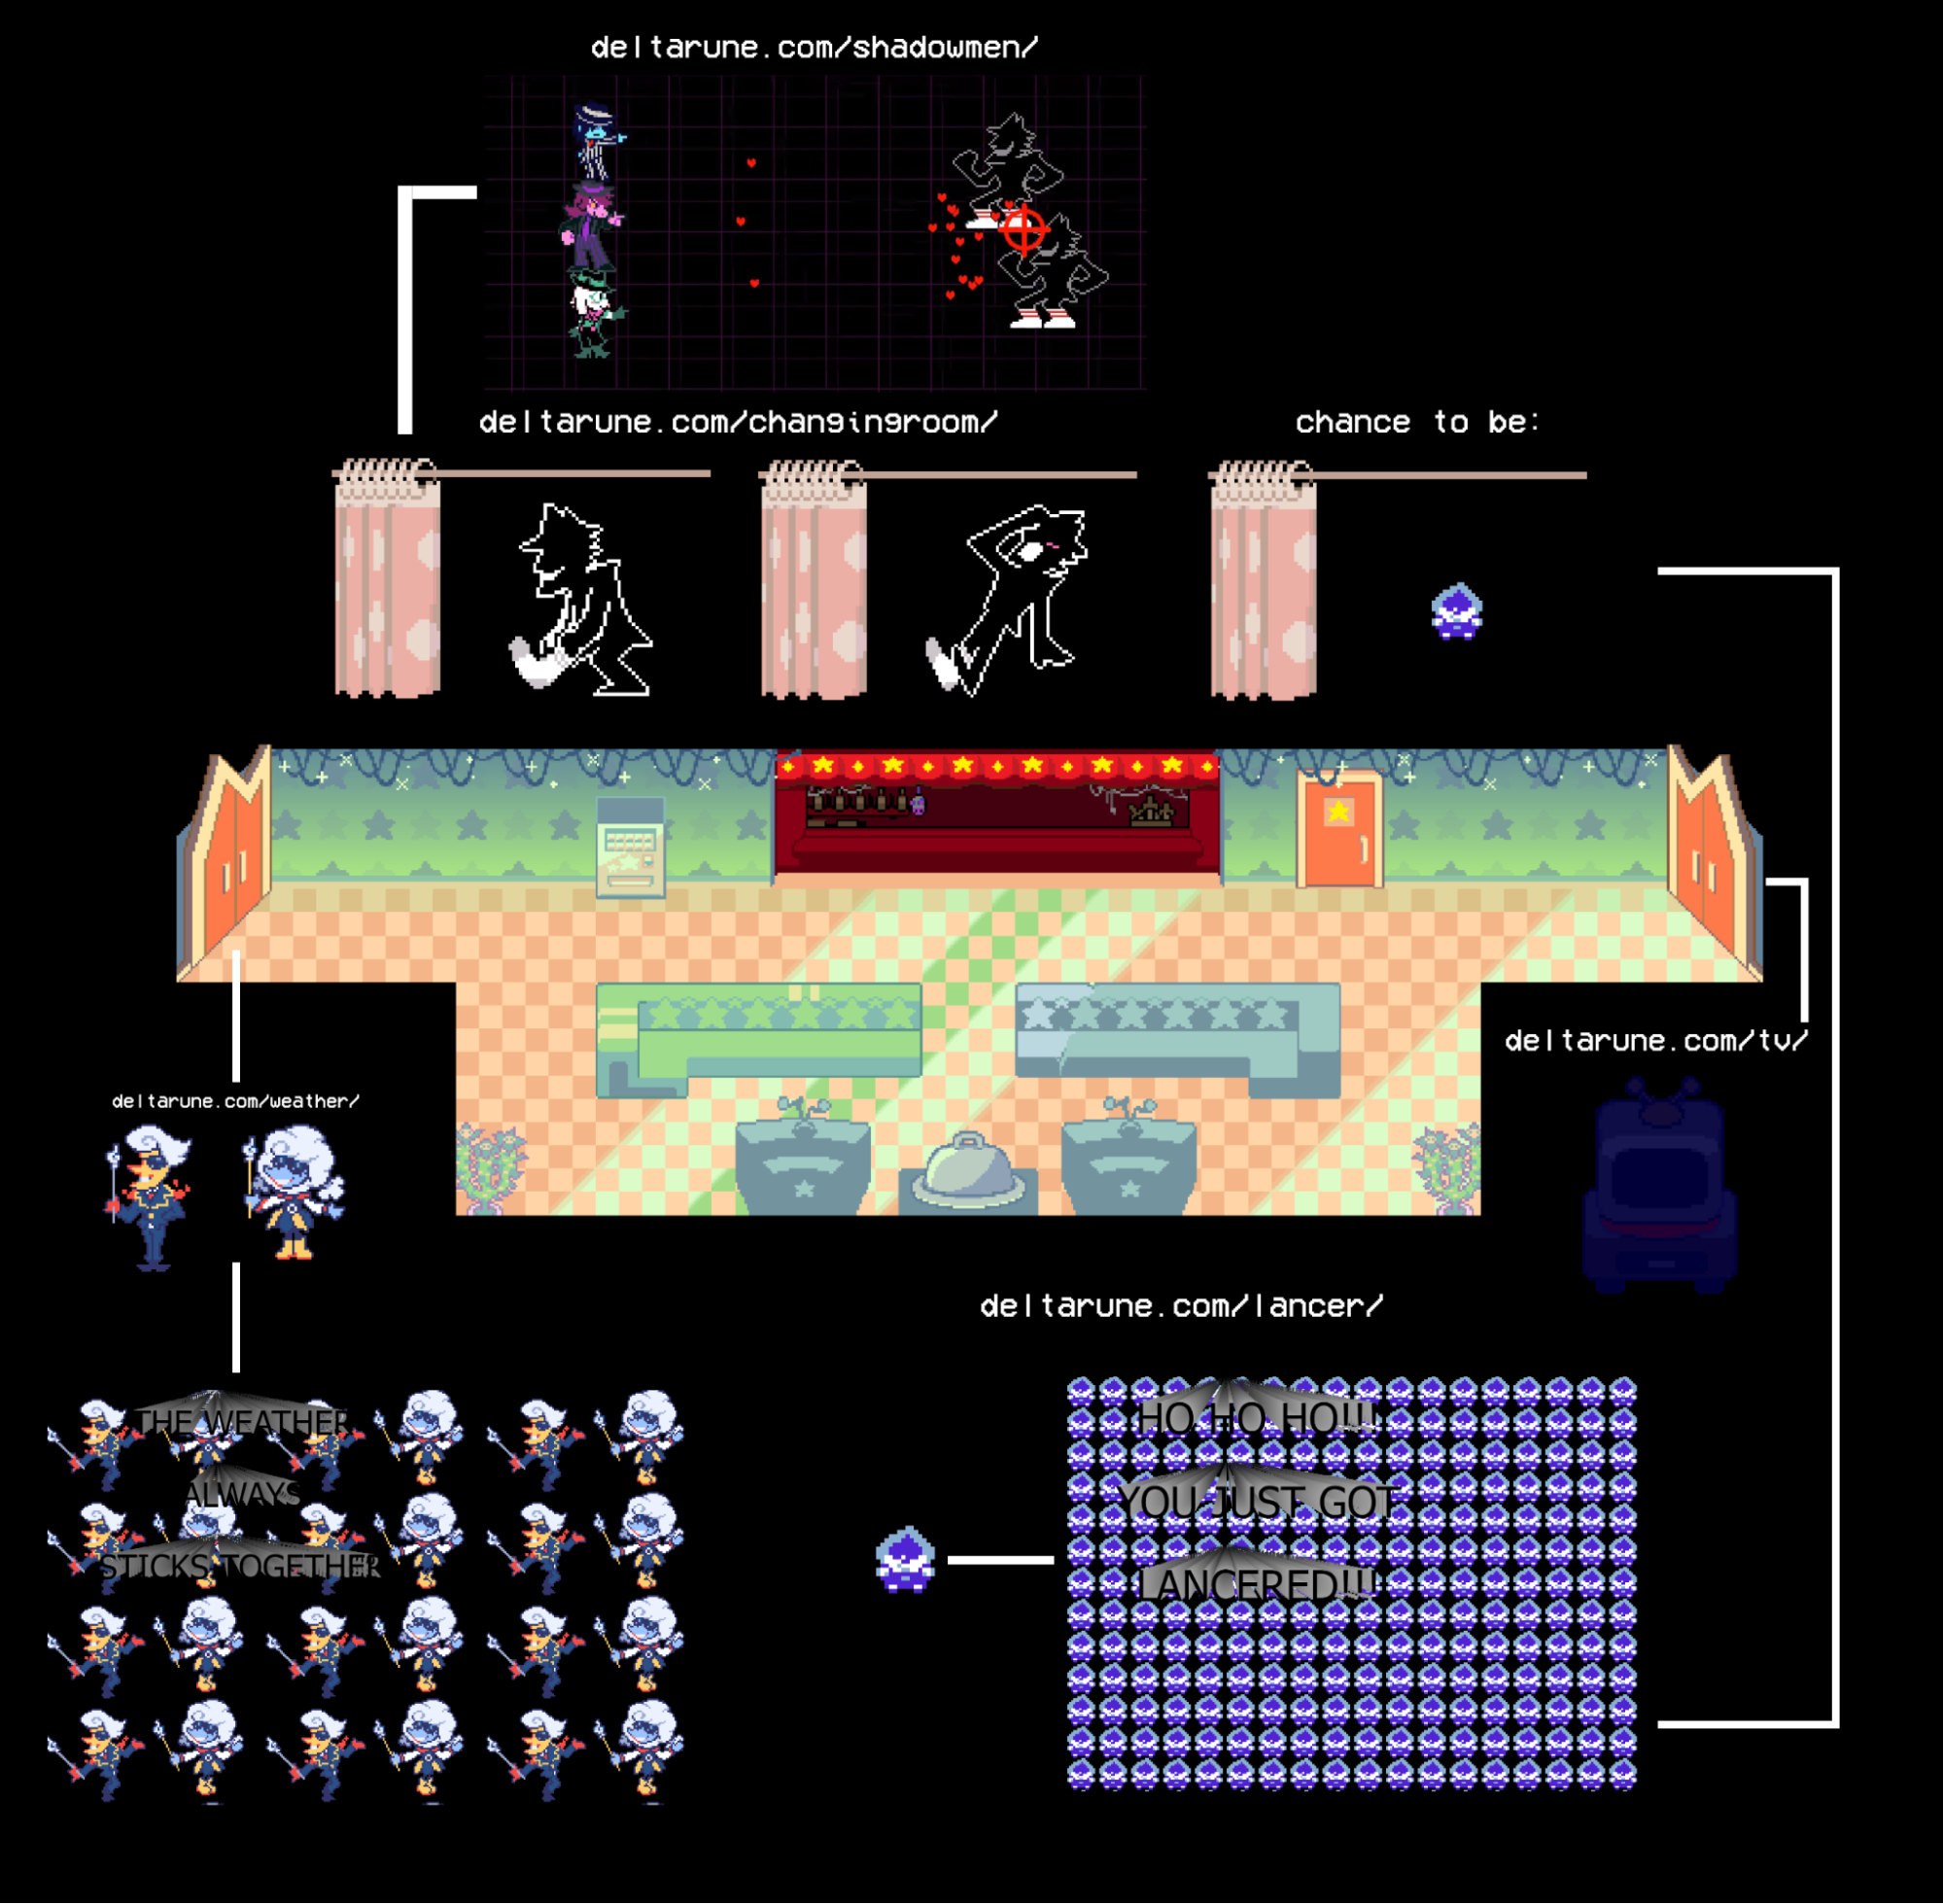 deltarune.com/shadowmen/
deltarune.com/changingroom/
chance to be:
deltarune.com/tv/
deltarune.com/weather/
deltarune.com/lancer/
THE WEATHER
ALWAYS
STICKS TOGETHER
HO HO HO!!!
YOU JUST GOT
LANCERED!!!